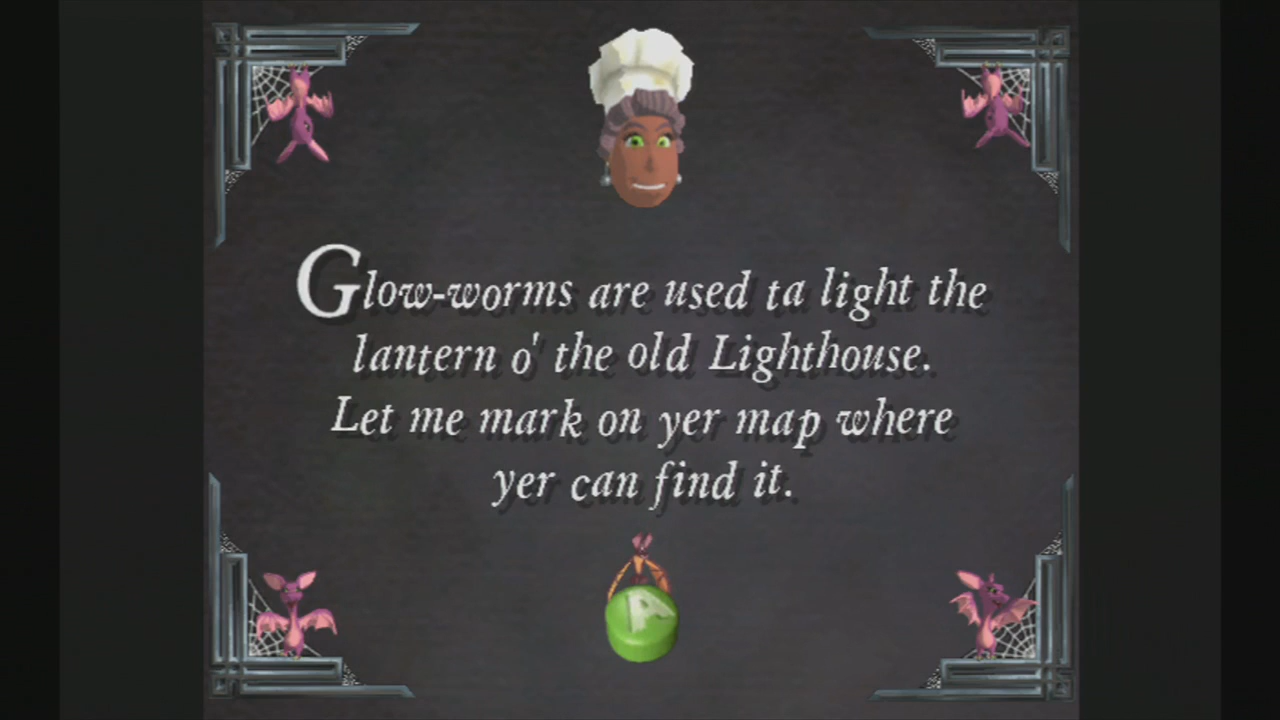 Glow-worms are used ta light the
lantern o' the old Lighthouse.
Let me mark on yer map where
yer can find it.
A